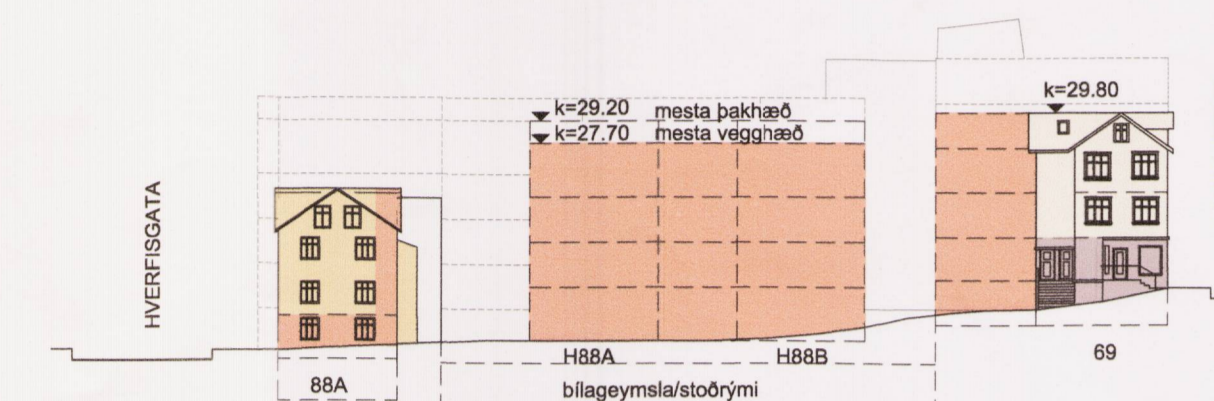 k=29.80
k=29.20 mesta þakhæð
k=27.70 mesta vegghæð
HVERFISGATA
H88A H88B
69
88A
bílageymsla/stoðrými